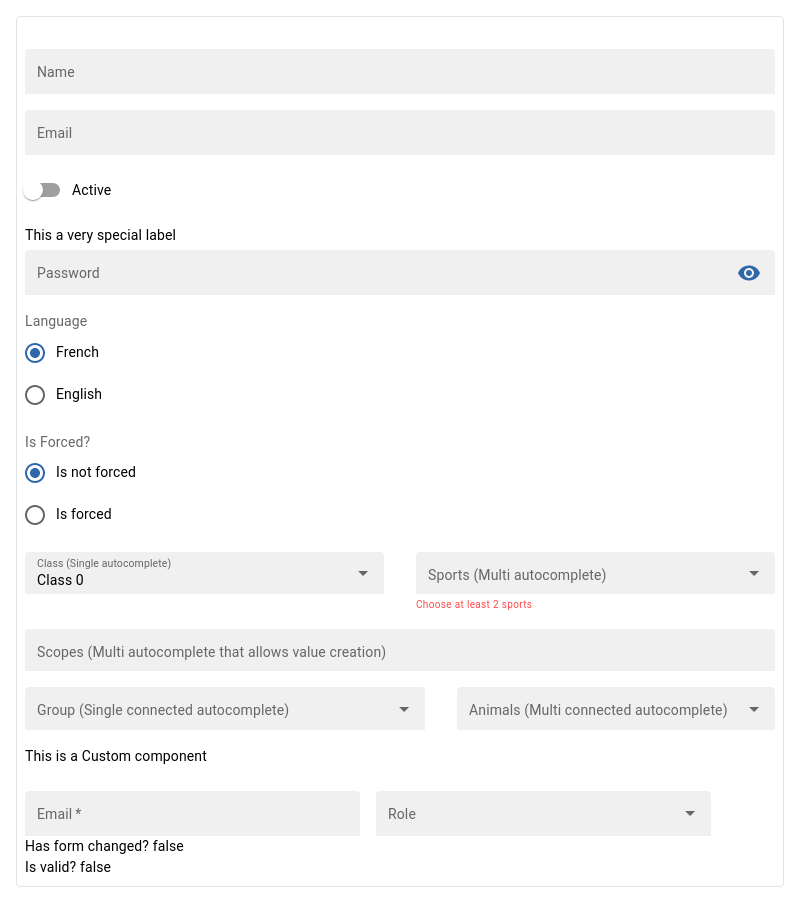 Name
Email
Active
This a very special label
Password
Language
French
English
Is Forced?
Is not forced
Is forced
Class (Single autocomplete)
Class 0
Sports (Multi autocomplete)
Choose at least 2 sports
Scopes (Multi autocomplete that allows value creation)
Group (Single connected autocomplete)
Animals (Multi connected autocomplete)
This is a Custom component
Email *
Role
Has form changed? false
Is valid? false